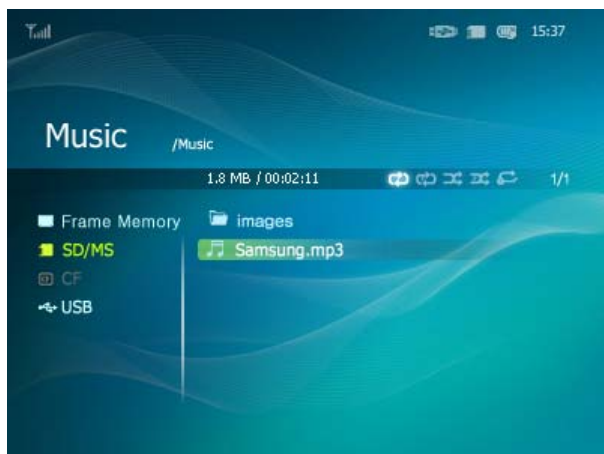 15:37
Music /Music
1.8 MB / 00:02:11 1/1
Frame Memory images
SD/MS Samsung.mp3
CF
USB